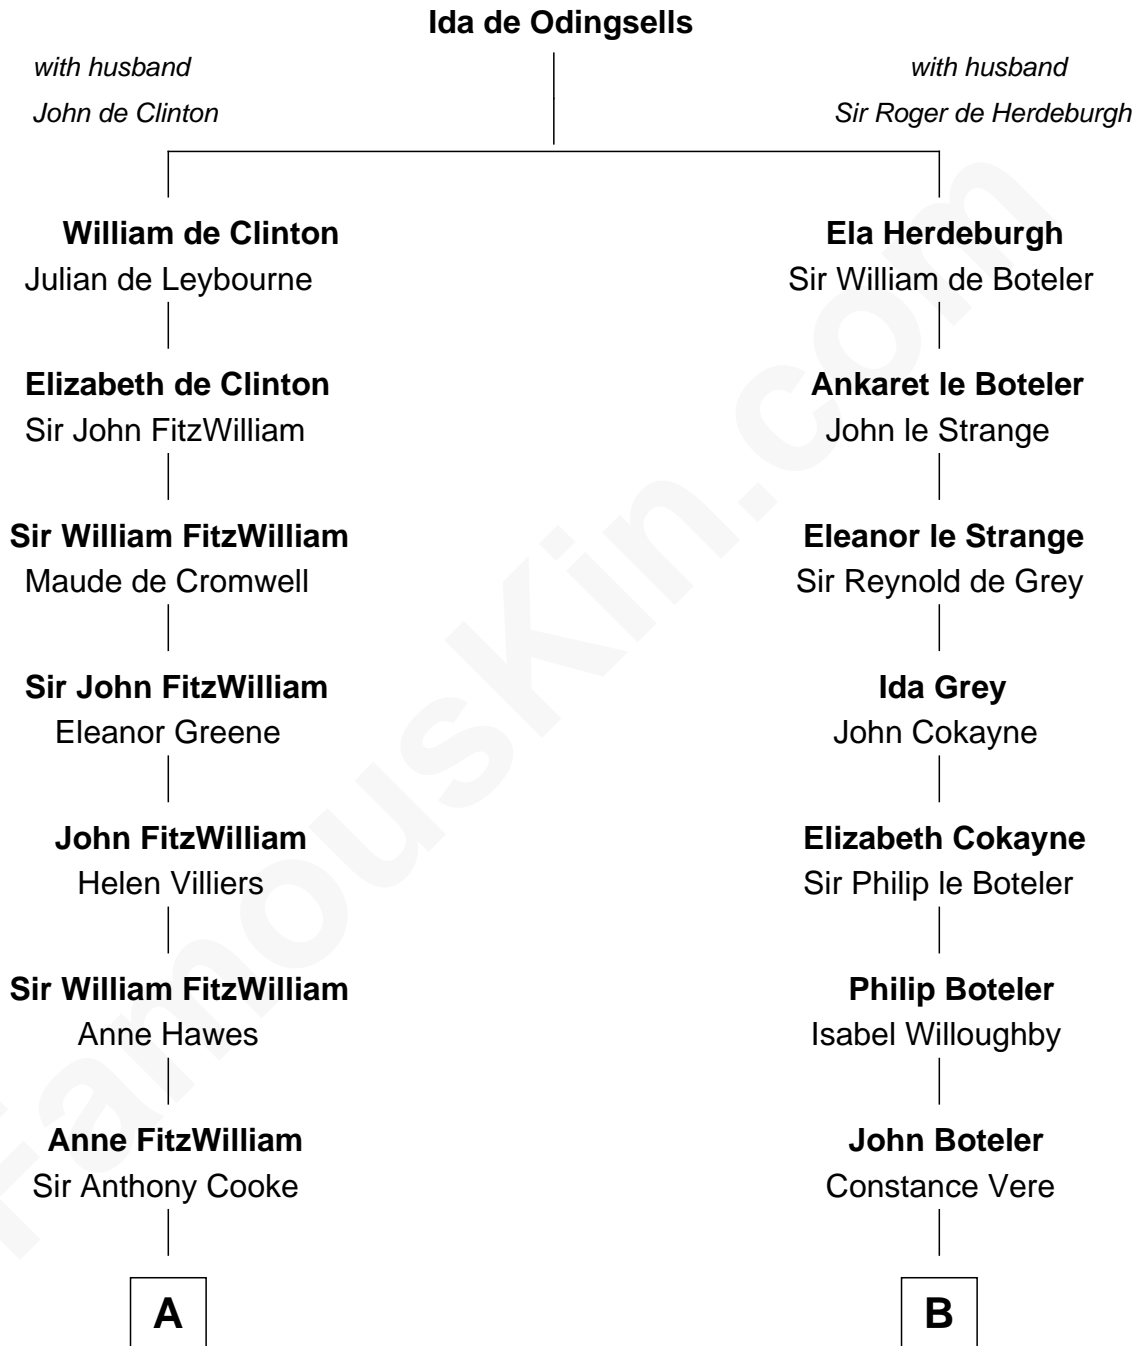 Ida de Odingsells
with husband
John de Clinton
with husband
Sir Roger de Herdeburgh
William de Clinton
Julian de Leybourne
Elizabeth de Clinton
Sir John FitzWilliam
Sir William FitzWilliam
Maude de Cromwell
Sir John FitzWilliam
Eleanor Greene
John FitzWilliam
Helen Villiers
Sir William FitzWilliam
Anne Hawes
Anne FitzWilliam
Sir Anthony Cooke
A
Ela Herdeburgh
Sir William de Boteler
Ankaret le Boteler
John le Strange
Eleanor le Strange
Sir Reynold de Grey
Ida Grey
John Cokayne
Elizabeth Cokayne
Sir Philip le Boteler
Philip Boteler
Isabel Willoughby
John Boteler
Constance Vere
B
FamousKin.com